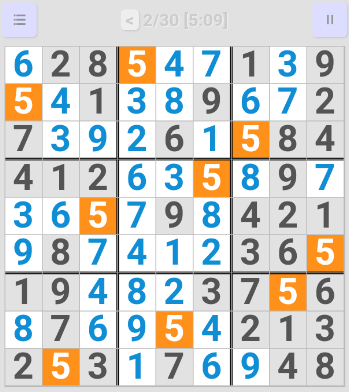 < 2/30 [5:09]
6 2 8 5 4 7 1 3 9
5 4 1 3 8 9 6 7 2
7 3 9 2 6 1 5 8 4
4 1 2 6 3 5 8 9 7
3 6 5 7 9 8 4 2 1
9 8 7 4 1 2 3 6 5
1 9 4 8 2 3 7 5 6
8 7 6 9 5 4 2 1 3
2 5 3 1 7 6 9 4 8